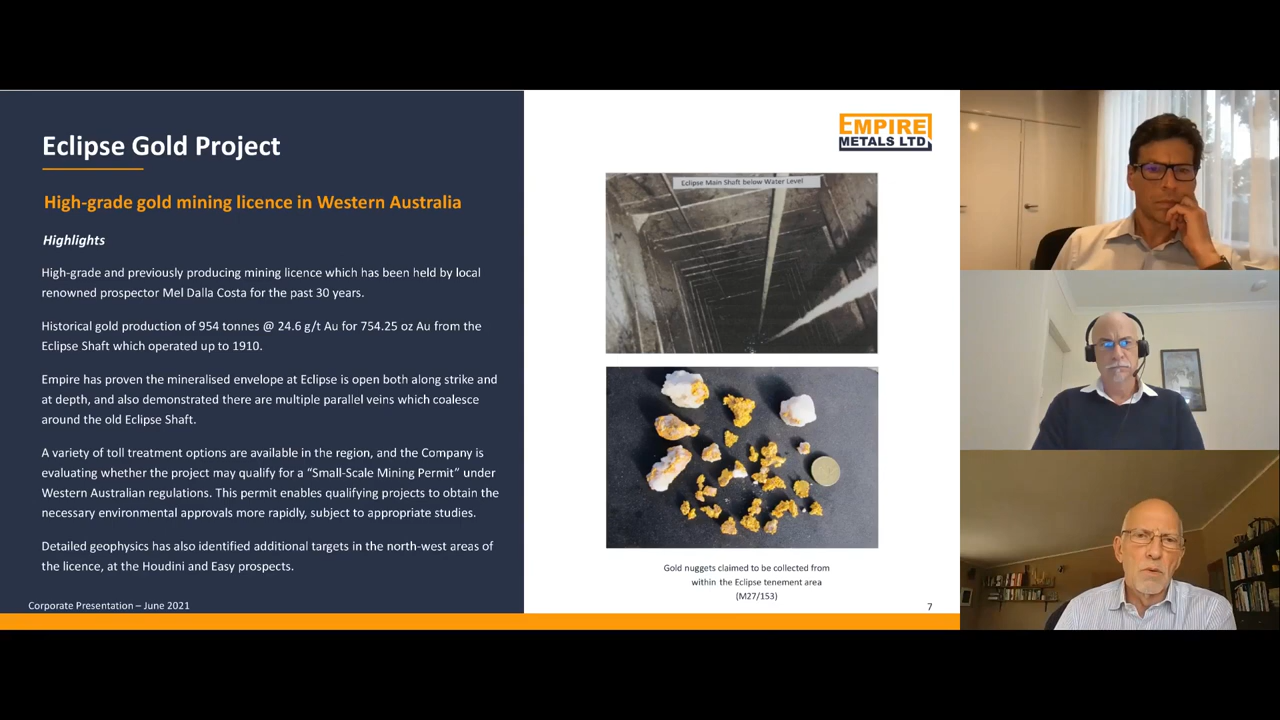 Eclipse Gold Project
High-grade gold mining licence in Western Australia
Highlights
High-grade and previously producing mining licence which has been held by local
renowned prospector Mel Dalla Costa for the past 30 years.
Historical gold production of 954 tonnes @ 24.6 g/t Au for 754.25 oz Au from the
Eclipse Shaft which operated up to 1910.
Empire has proven the mineralised envelope at Eclipse is open both along strike and
at depth, and also demonstrated there are multiple parallel veins which coalesce
around the old Eclipse Shaft.
A variety of toll treatment options are available in the region, and the Company is
evaluating whether the project may qualify for a “Small-Scale Mining Permit” under
Western Australian regulations. This permit enables qualifying projects to obtain the
necessary environmental approvals more rapidly, subject to appropriate studies.
Detailed geophysics has also identified additional targets in the north-west areas of
the licence, at the Houdini and Easy prospects.
Corporate Presentation – June 2021
EMPIRE
METALS LTD
Eclipse Main Shaft below Water Level
Gold nuggets claimed to be collected from
within the Eclipse tenement area
(M27/153)
7